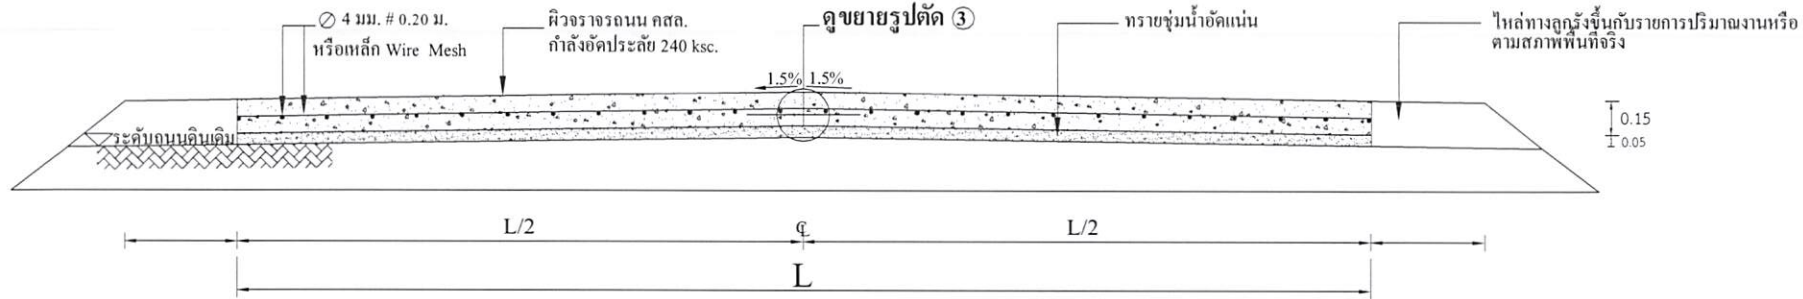 ∅ 4 มม. # 0.20 ม.
หรือเหล็ก Wire Mesh
ผิวจราจรถนน คสล.
กำลังอัดประลัย 240 ksc.
ดูขยายรูปตัด ③
ทรายชุ่มน้ำอัดแน่น
ไหล่ทางลูกรังขึ้นกับรายการปริมาณงานหรือ
ตามสภาพพื้นที่จริง
1.5% 1.5%
ระดับถนนดินเดิม
0.15
0.05
L/2
℄
L/2
L